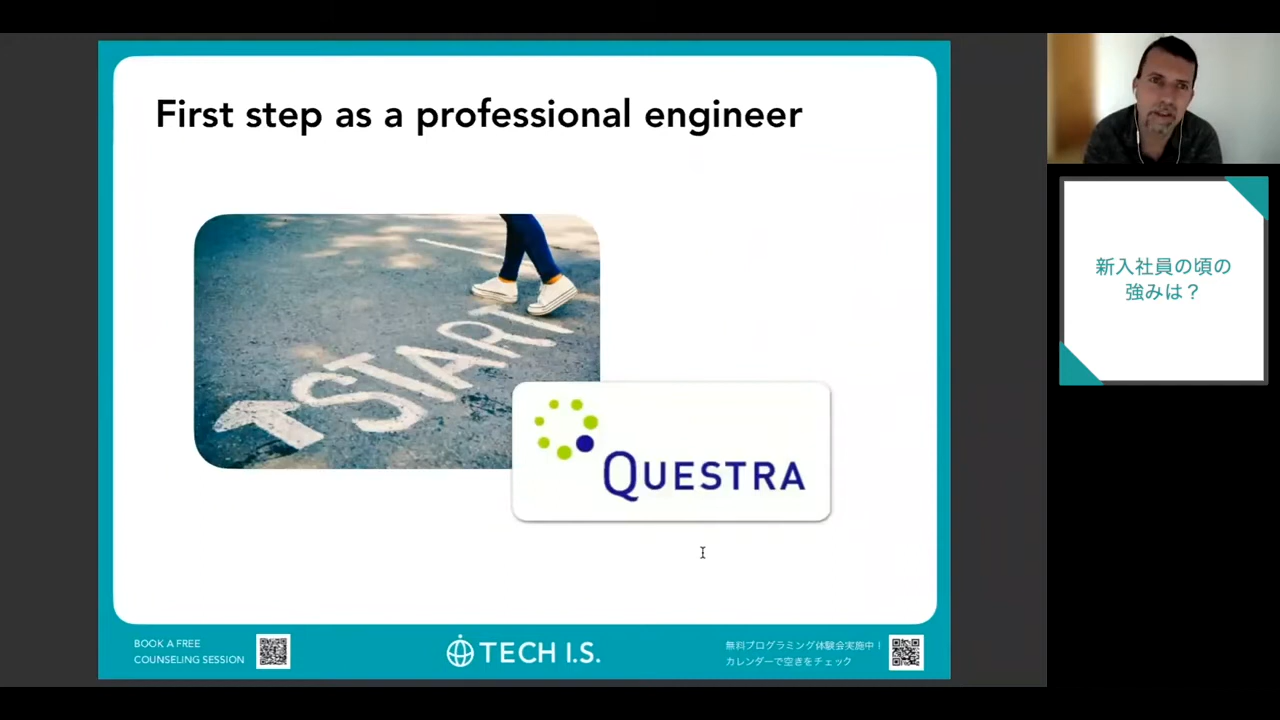 First step as a professional engineer
START
QUESTRA
BOOK A FREE
COUNSELING SESSION
TECH I.S.
無料プログラミング体験会実施中！
カレンダーで空きをチェック
新入社員の頃の
強みは？